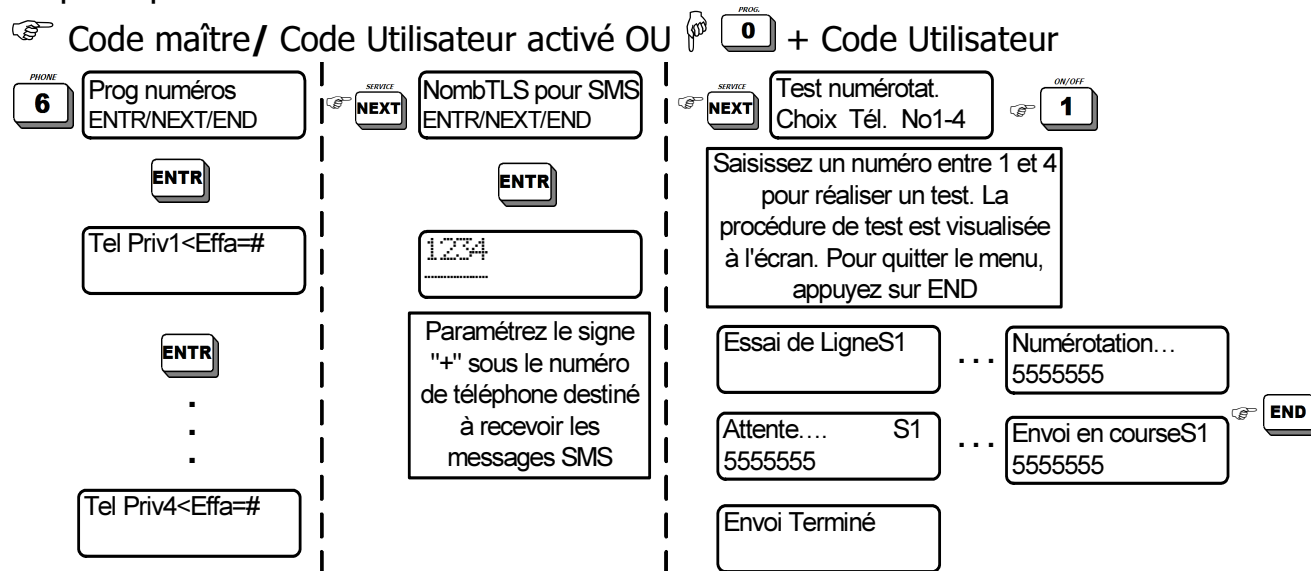 Code maître/ Code Utilisateur activé OU PROG. 0 + Code Utilisateur
PHONE
6
Prog numéros
ENTR/NEXT/END
ENTR
Tel Priv1<Effa=#
ENTR
.
.
.
Tel Priv4<Effa=#
SERVICE
NEXT
NombTLS pour SMS
ENTR/NEXT/END
ENTR
1234
Paramétrez le signe
"+" sous le numéro
de téléphone destiné
à recevoir les
messages SMS
SERVICE
NEXT
Test numérotat.
Choix Tél. No1-4
ON/OFF
1
Saisissez un numéro entre 1 et 4
pour réaliser un test. La
procédure de test est visualisée
à l'écran. Pour quitter le menu,
appuyez sur END
Essai de LigneS1
...
Numérotation…
5555555
Attente.... S1
5555555
...
Envoi en courseS1
5555555
END
Envoi Terminé